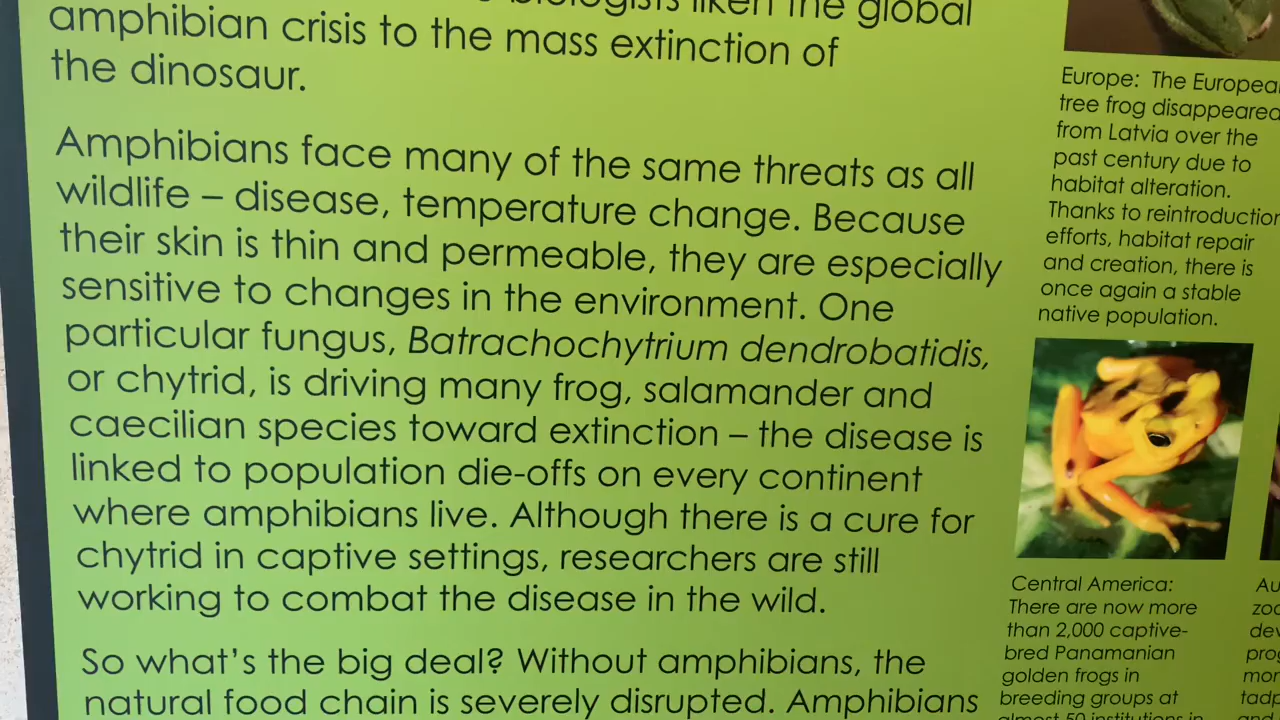 biologists liken the global
amphibian crisis to the mass extinction of
the dinosaur.
Amphibians face many of the same threats as all
wildlife – disease, temperature change. Because
their skin is thin and permeable, they are especially
sensitive to changes in the environment. One
particular fungus, Batrachochytrium dendrobatidis,
or chytrid, is driving many frog, salamander and
caecilian species toward extinction – the disease is
linked to population die-offs on every continent
where amphibians live. Although there is a cure for
chytrid in captive settings, researchers are still
working to combat the disease in the wild.
So what's the big deal? Without amphibians, the
natural food chain is severely disrupted. Amphibians
Europe: The European
tree frog disappeared
from Latvia over the
past century due to
habitat alteration.
Thanks to reintroduction
efforts, habitat repair
and creation, there is
once again a stable
native population.
Central America:
There are now more
than 2,000 captive-
bred Panamanian
golden frogs in
breeding groups at
almost 50 institutions in